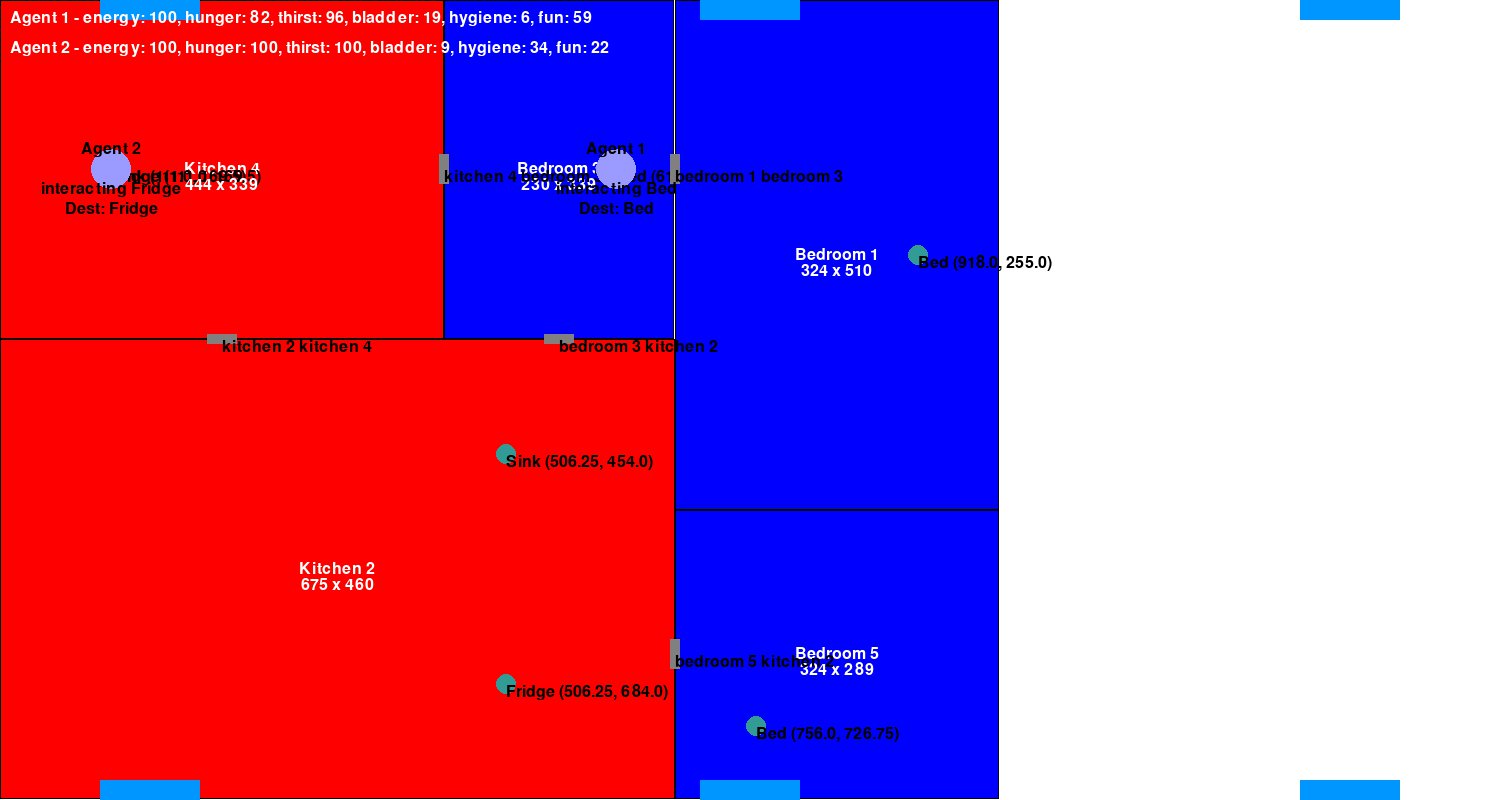 Agent 1 - energy: 100, hunger: 82, thirst: 96, bladder: 19, hygiene: 6, fun: 59
Agent 2 - energy: 100, hunger: 100, thirst: 100, bladder: 9, hygiene: 34, fun: 22
Agent 2
Agent 1
Kitchen 4
444 x 339
Bedroom 3
230 x 339
kitchen 4 bedroom
bedroom 1 bedroom 3
interacting Fridge
interacting Bed
Dest: Fridge
Dest: Bed
Bedroom 1
324 x 510
Bed (918.0, 255.0)
kitchen 2 kitchen 4
bedroom 3 kitchen 2
Sink (506.25, 454.0)
Kitchen 2
675 x 460
Bedroom 5
324 x 289
bedroom 5 kitchen 2
Fridge (506.25, 684.0)
Bed (756.0, 726.75)